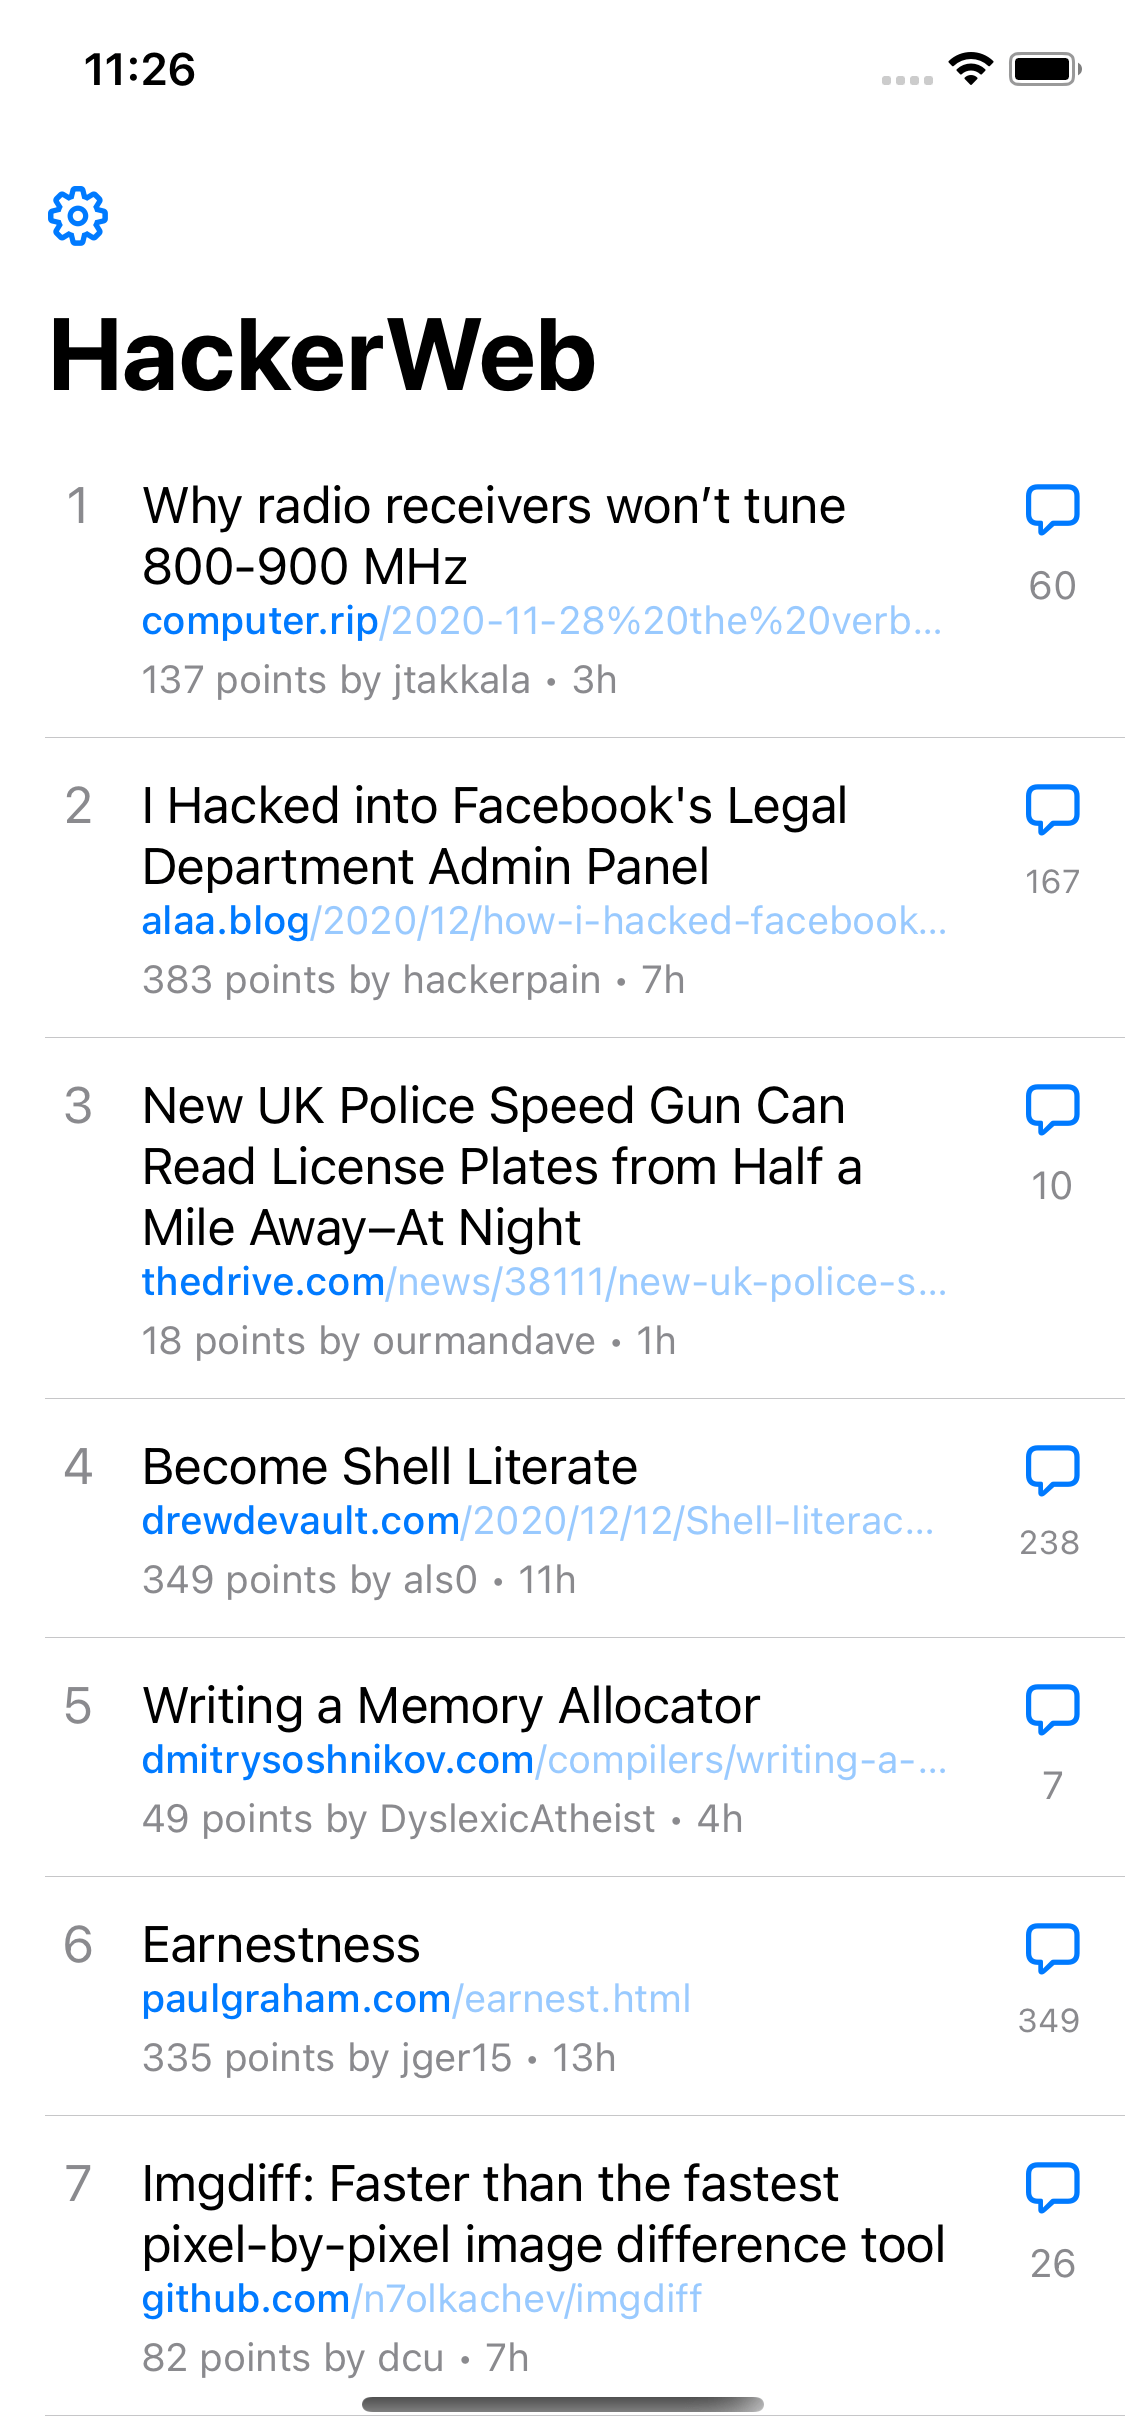 11:26
HackerWeb
1
Why radio receivers won’t tune
800-900 MHz
computer.rip/2020-11-28%20the%20verb...
137 points by jtakkala • 3h
60
2
I Hacked into Facebook's Legal
Department Admin Panel
alaa.blog/2020/12/how-i-hacked-facebook...
383 points by hackerpain • 7h
167
3
New UK Police Speed Gun Can
Read License Plates from Half a
Mile Away–At Night
thedrive.com/news/38111/new-uk-police-s...
18 points by ourmandave • 1h
10
4
Become Shell Literate
drewdevault.com/2020/12/12/Shell-literac...
349 points by als0 • 11h
238
5
Writing a Memory Allocator
dmitrysoshnikov.com/compilers/writing-a-...
49 points by DyslexicAtheist • 4h
7
6
Earnestness
paulgraham.com/earnest.html
335 points by jger15 • 13h
349
7
Imgdiff: Faster than the fastest
pixel-by-pixel image difference tool
github.com/n7olkachev/imgdiff
82 points by dcu • 7h
26